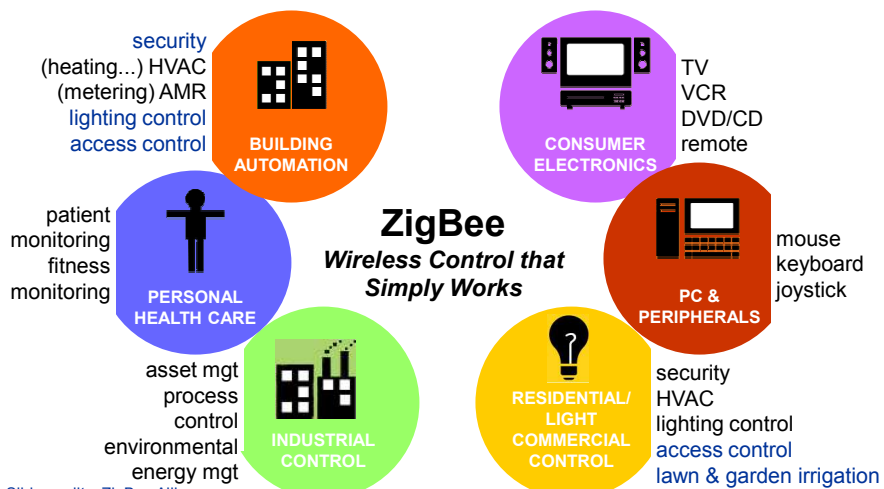 security
(heating...) HVAC
(metering) AMR
lighting control
access control
BUILDING
AUTOMATION
CONSUMER
ELECTRONICS
TV
VCR
DVD/CD
remote
patient
monitoring
fitness
monitoring
PERSONAL
HEALTH CARE
ZigBee
Wireless Control that
Simply Works
PC &
PERIPHERALS
mouse
keyboard
joystick
asset mgt
process
control
environmental
energy mgt
INDUSTRIAL
CONTROL
?
RESIDENTIAL/
LIGHT
COMMERCIAL
CONTROL
security
HVAC
lighting control
access control
lawn & garden irrigation